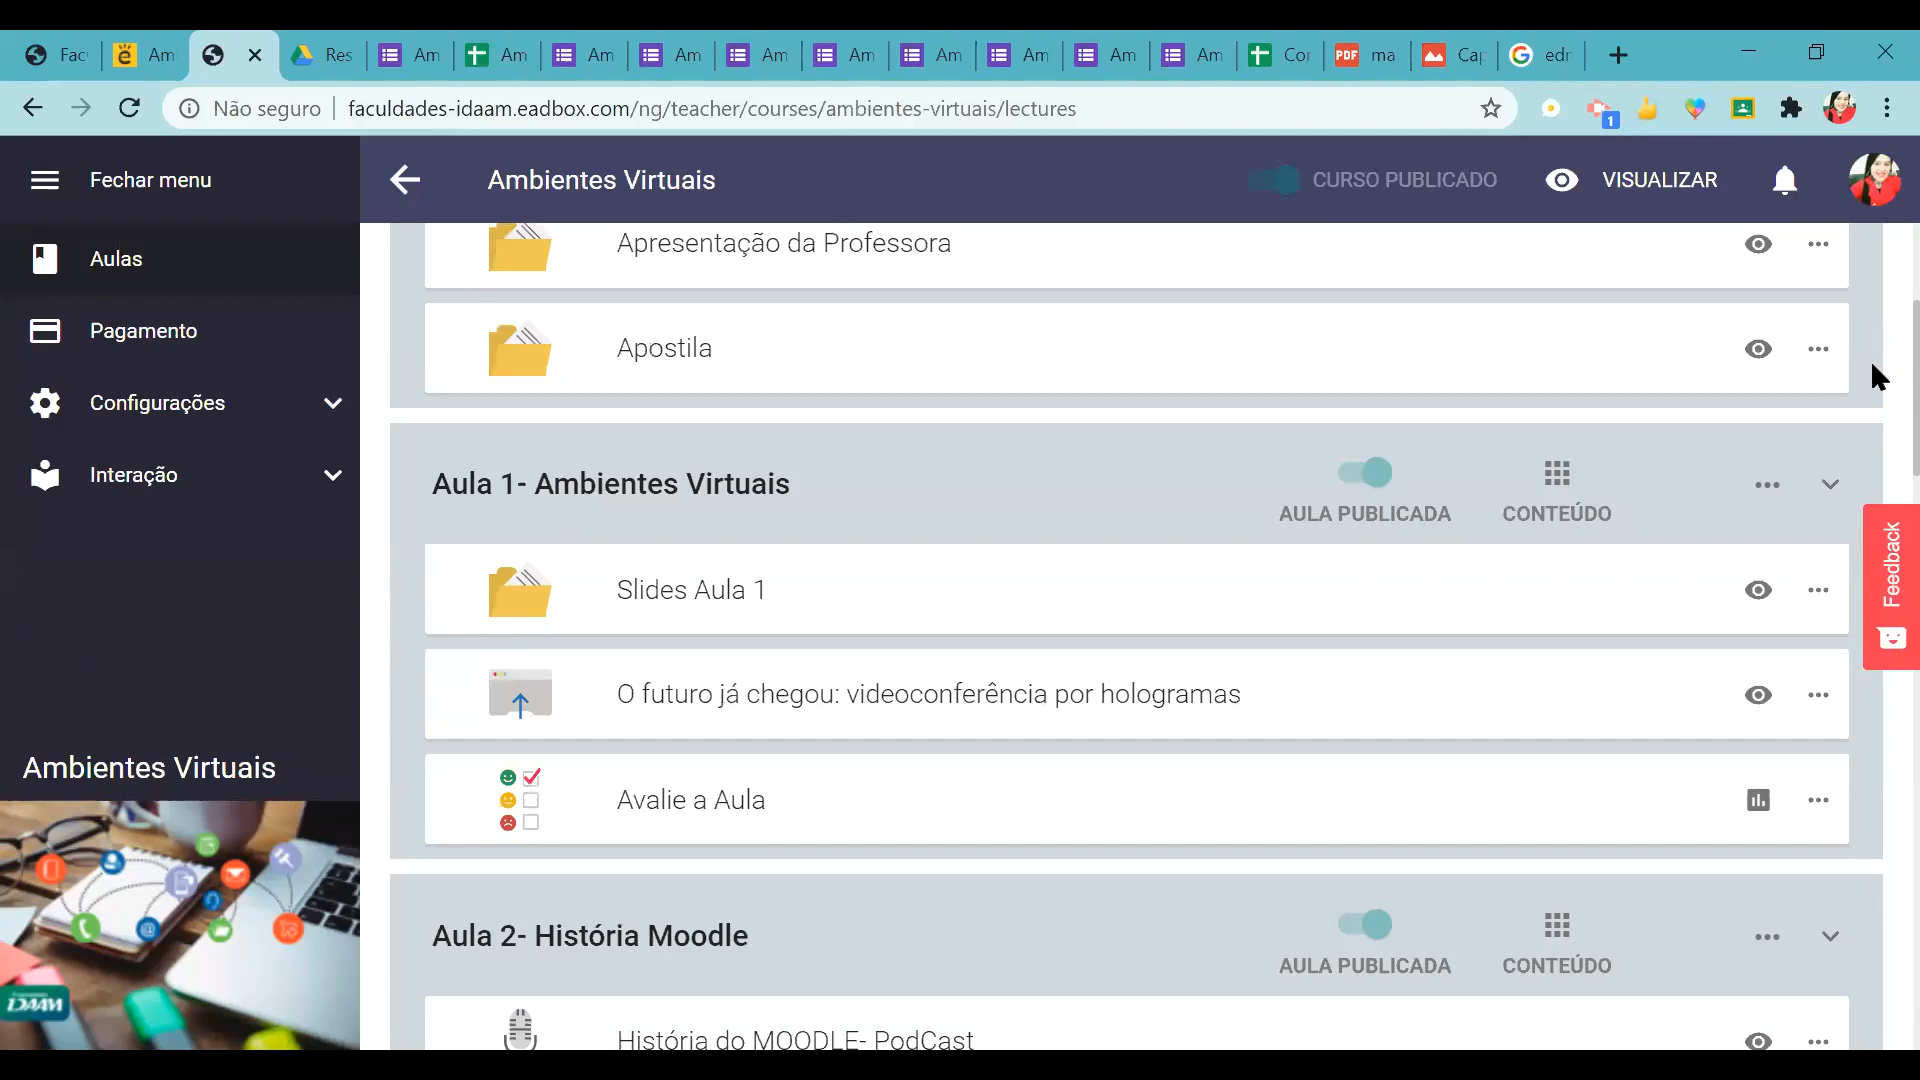 Fac
Am
Res
Am
Am
Am
Am
Am
Am
Am
Am
Am
Am
Cor
PDF
ma
Cap
edr
Não seguro
faculdades-idaam.eadbox.com/ng/teacher/courses/ambientes-virtuais/lectures
1
Fechar menu
Ambientes Virtuais
CURSO PUBLICADO
VISUALIZAR
Aulas
Pagamento
Configurações
Interação
Apresentação da Professora
Apostila
Aula 1- Ambientes Virtuais
AULA PUBLICADA
CONTEÚDO
Slides Aula 1
O futuro já chegou: videoconferência por hologramas
Avalie a Aula
Feedback
Aula 2- História Moodle
AULA PUBLICADA
CONTEÚDO
História do MOODLE- PodCast
Ambientes Virtuais
IDAAM